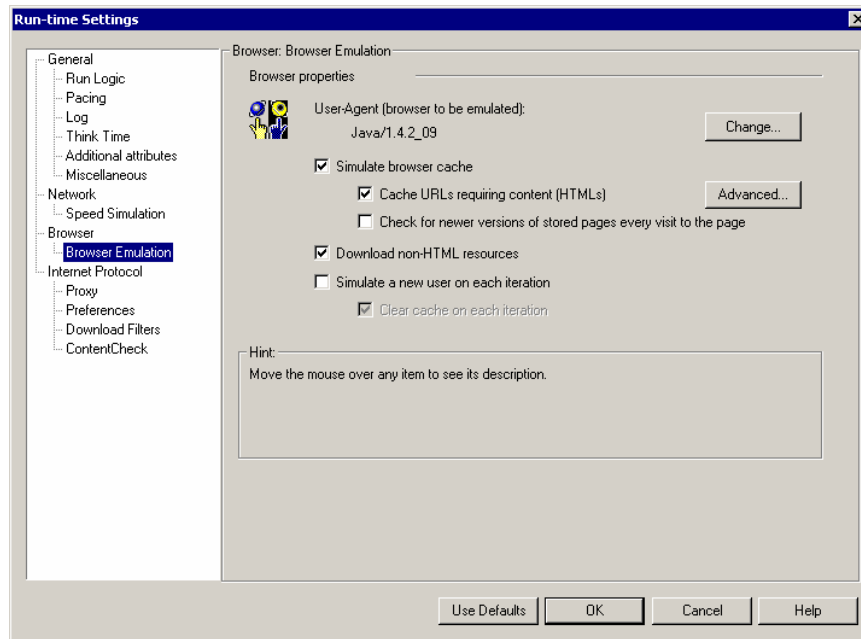 Run-time Settings
General
Run Logic
Pacing
Log
Think Time
Additional attributes
Miscellaneous
Network
Speed Simulation
Browser
Browser Emulation
Internet Protocol
Proxy
Preferences
Download Filters
ContentCheck
Browser: Browser Emulation
Browser properties
User-Agent (browser to be emulated):
Java/1.4.2_09
Change...
Simulate browser cache
Cache URLs requiring content (HTMLs)
Advanced...
Check for newer versions of stored pages every visit to the page
Download non-HTML resources
Simulate a new user on each iteration
Clear cache on each iteration
Hint:
Move the mouse over any item to see its description.
Use Defaults
OK
Cancel
Help